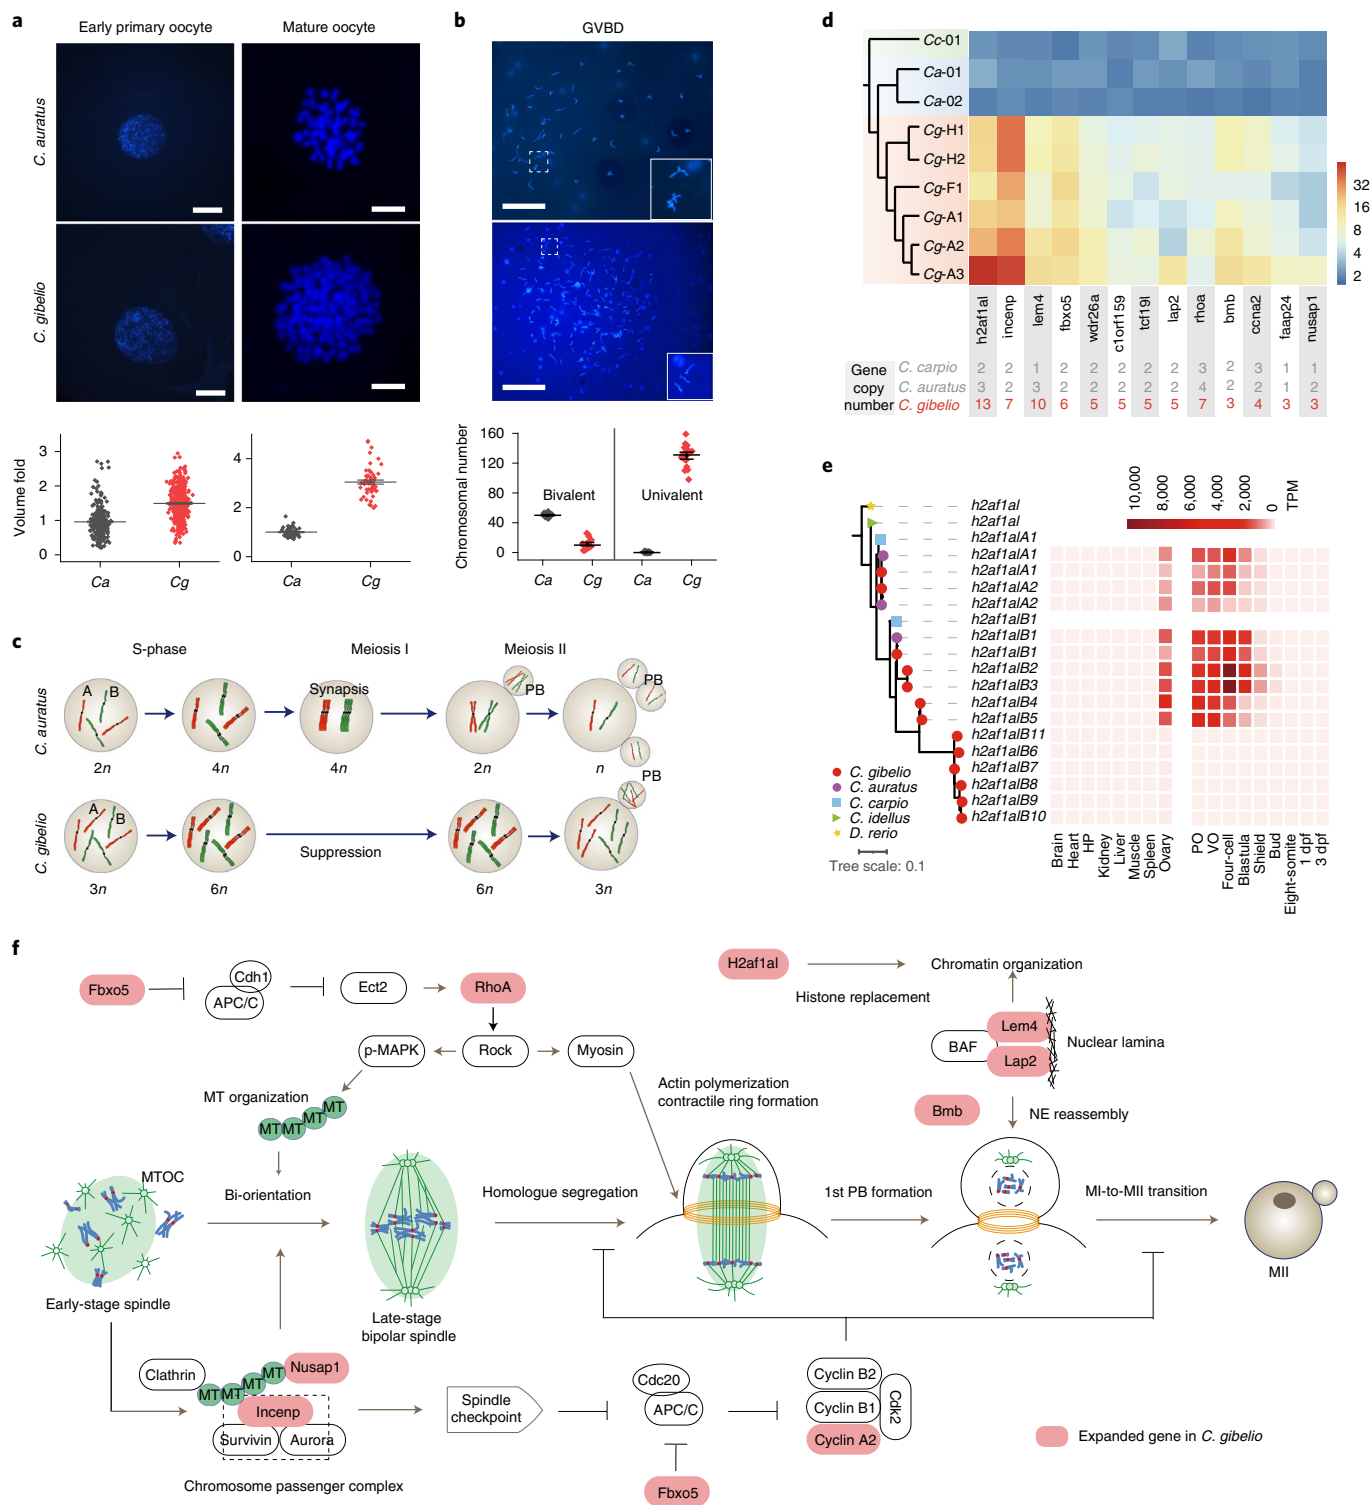 a
Early primary oocyte
Mature oocyte
C. auratus
C. gibelio
Volume fold
3
2
1
0
Ca
Cg
4
2
0
Ca
Cg
b
GVBD
Chromosomal number
160
120
80
40
0
Bivalent
Univalent
Ca
Cg
Ca
Cg
c
S-phase
Meiosis I
Meiosis II
C. auratus
A
B
Synapsis
PB
PB
2n
4n
4n
2n
n
C. gibelio
A
B
Suppression
PB
3n
6n
6n
3n
d
Cc-01
Ca-01
Ca-02
Cg-H1
Cg-H2
Cg-F1
Cg-A1
Cg-A2
Cg-A3
32
16
8
4
2
h2af1al
incenp
lem4
fbxo5
wdr26a
c1orf159
tcf19l
lap2
rhoa
bmb
ccna2
faap24
nusap1
Gene copy number
C. carpio 2 2 1 2 2 2 2 2 3 2 3 1 1
C. auratus 3 2 3 2 2 2 2 2 4 2 2 1 2
C. gibelio 13 7 10 6 5 5 5 5 7 3 4 3 3
e
10,000
8,000
6,000
4,000
2,000
0
TPM
h2af1al
h2af1al
h2af1alA1
h2af1alA1
h2af1alA1
h2af1alA2
h2af1alA2
h2af1alB1
h2af1alB1
h2af1alB1
h2af1alB2
h2af1alB3
h2af1alB4
h2af1alB5
h2af1alB11
h2af1alB6
h2af1alB7
h2af1alB8
h2af1alB9
h2af1alB10
C. gibelio
C. auratus
C. carpio
C. idellus
D. rerio
Tree scale: 0.1
Brain
Heart
HP
Kidney
Liver
Muscle
Spleen
Ovary
PO
VO
Four-cell
Blastula
Shield
Bud
Eight-somite
1 dpf
3 dpf
f
Fbxo5
Cdh1
APC/C
Ect2
RhoA
p-MAPK
Rock
Myosin
MT organization
MT
MT
MT
MT
H2af1al
Histone replacement
Chromatin organization
BAF
Lem4
Lap2
Nuclear lamina
Bmb
NE reassembly
Actin polymerization
contractile ring formation
MTOC
Bi-orientation
Homologue segregation
1st PB formation
MI-to-MII transition
MII
Early-stage spindle
Late-stage
bipolar spindle
Clathrin
MT
MT
MT
MT
Nusap1
Incenp
Survivin
Aurora
Chromosome passenger complex
Spindle
checkpoint
Cdc20
APC/C
Fbxo5
Cyclin B2
Cyclin B1
Cyclin A2
Cdk2
Expanded gene in C. gibelio